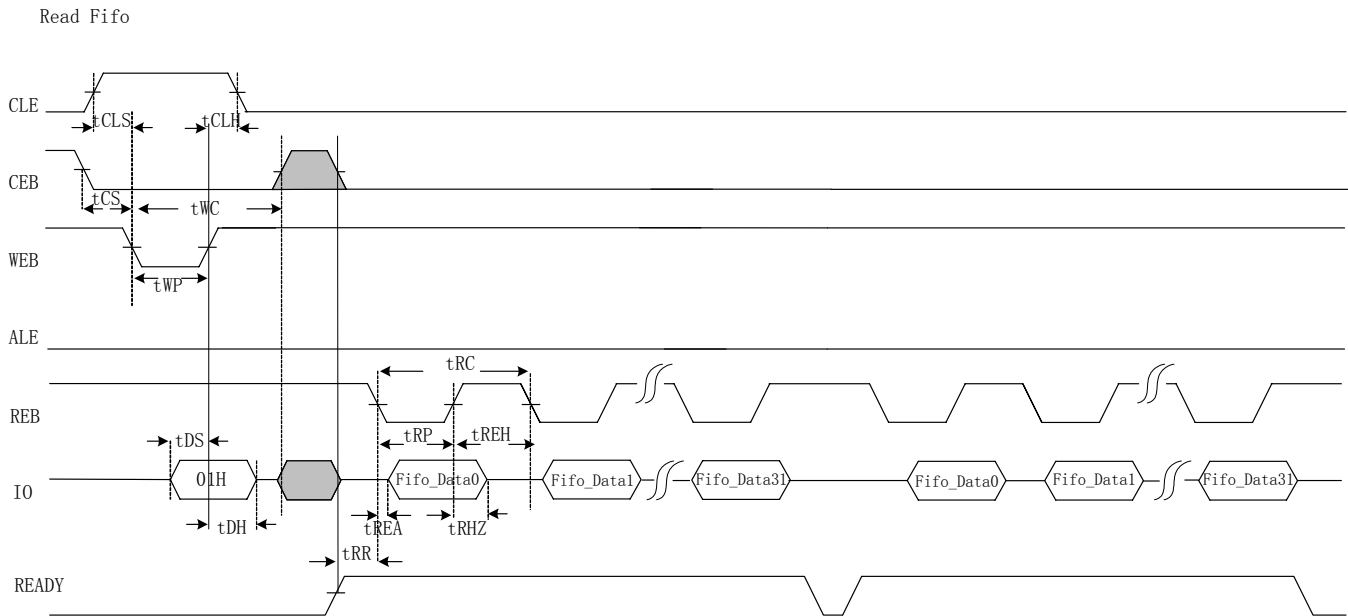 Read Fifo
CLE
tCLS
tCLH
CEB
tCS
tWC
WEB
tWP
ALE
tRC
REB
tDS
tRP
tREH
IO
01H
Fifo_Data0
Fifo_Data1
Fifo_Data31
Fifo_Data0
Fifo_Data1
Fifo_Data31
tDH
tREA
tRHZ
tRR
READY